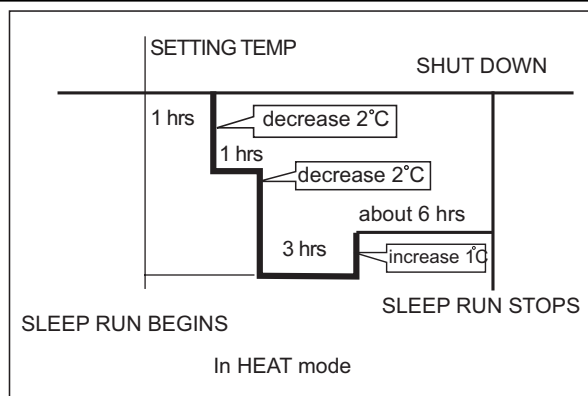 SETTING TEMP
SHUT DOWN
1 hrs
decrease 2°C
1 hrs
decrease 2°C
about 6 hrs
3 hrs
increase 1°C
SLEEP RUN STOPS
SLEEP RUN BEGINS
In HEAT mode